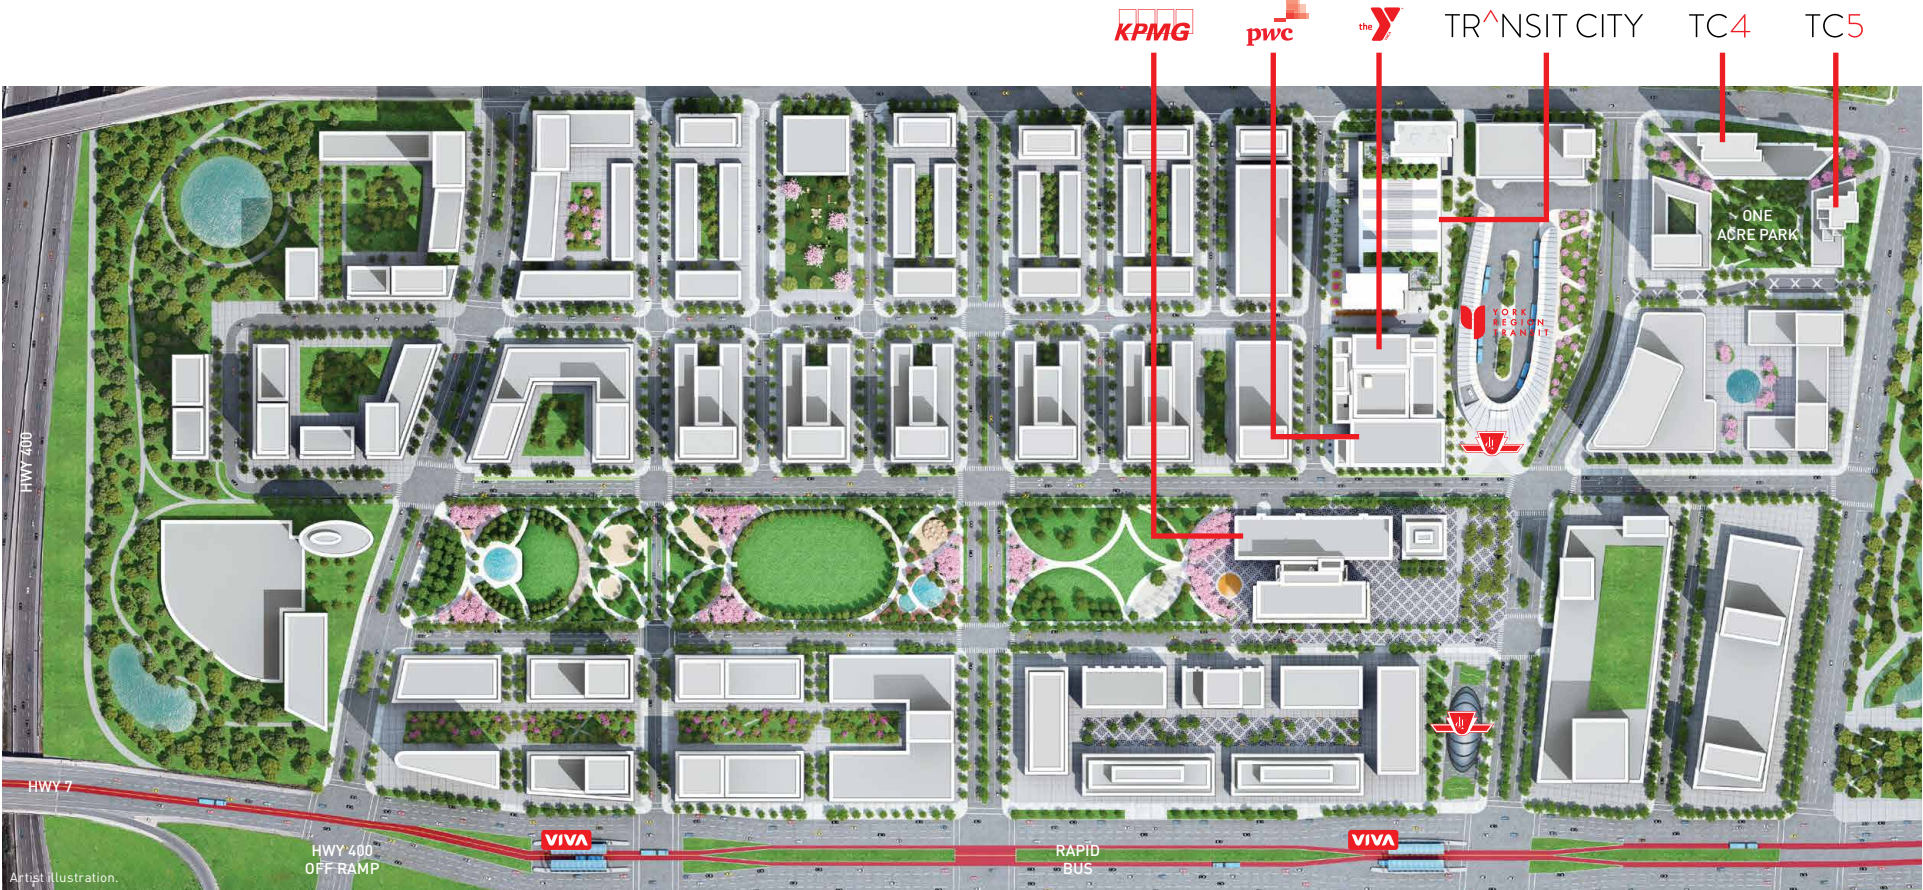 KPMG
pwc
the Y
TR^NSIT CITY
TC4
TC5
ONE
ACRE PARK
YORK
REGION
TRANSIT
HWY 400
HWY 7
VIVA
VIVA
HWY 400
OFF RAMP
RAPID
BUS
Artist illustration.